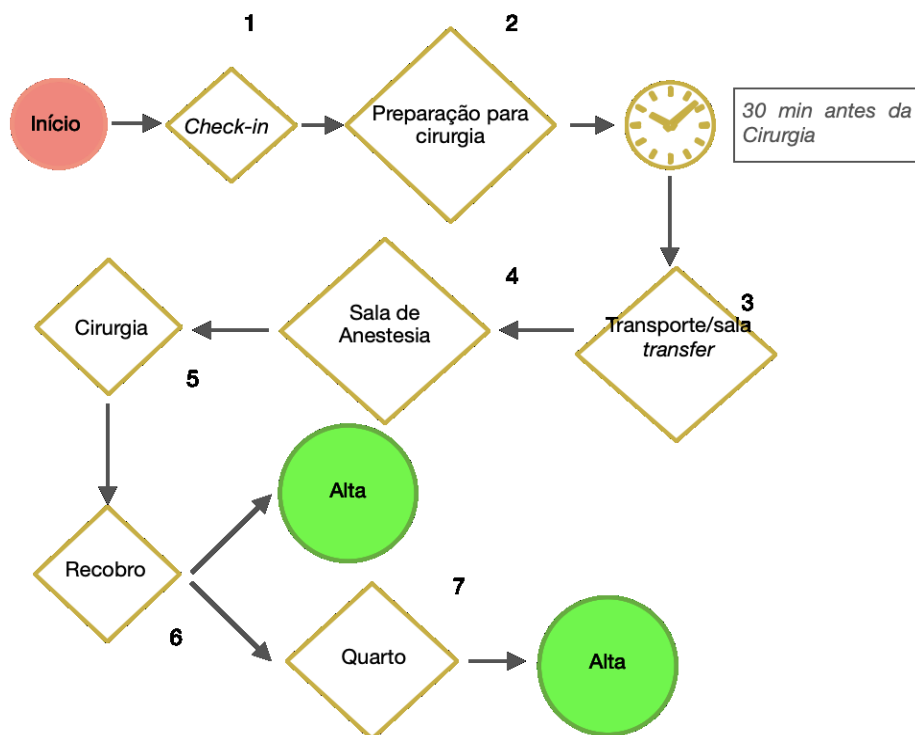 1
2
Início
Check-in
Preparação para
cirurgia
30 min antes da
Cirurgia
4
3
Cirurgia
Sala de
Anestesia
Transporte/sala
transfer
5
Alta
Recobro
6
7
Quarto
Alta